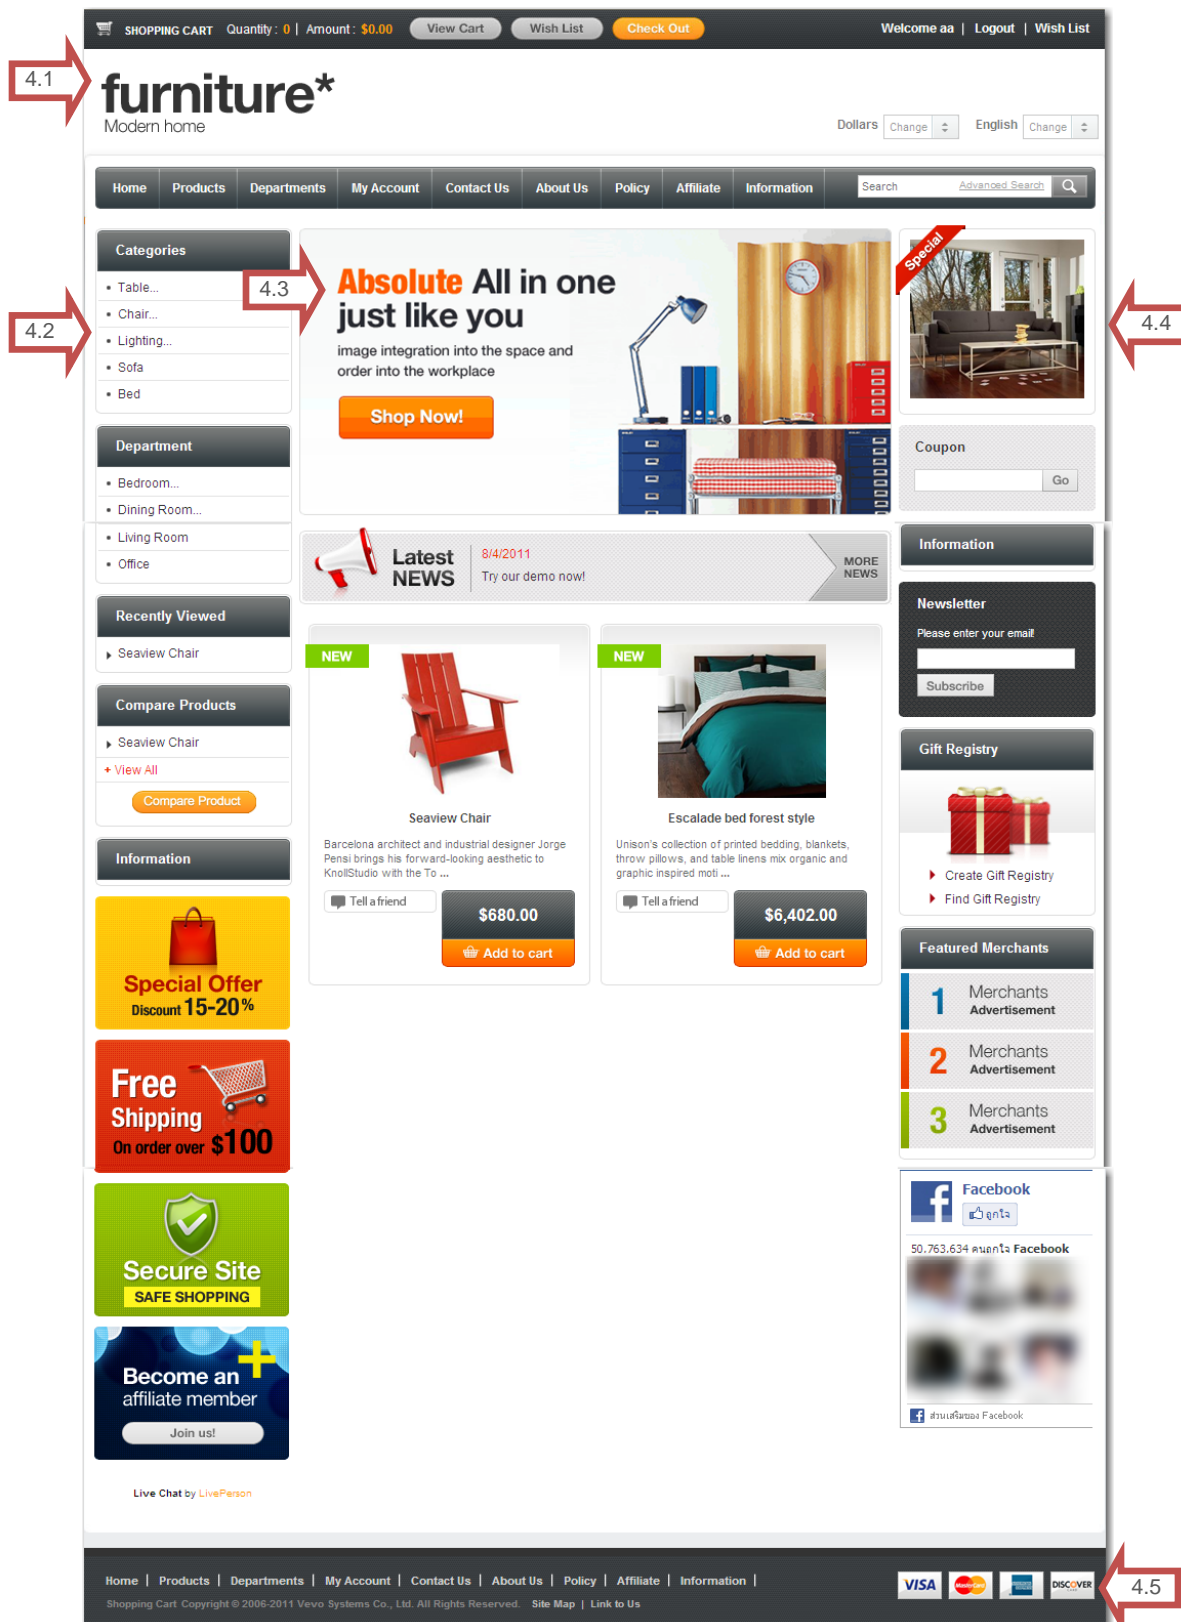 SHOPPING CART Quantity : 0 | Amount : $0.00 View Cart Wish List Check Out Welcome aa | Logout | Wish List
4.1
furniture*
Modern home
Dollars Change English Change
Home Products Departments My Account Contact Us About Us Policy Affiliate Information Search Advanced Search
Categories
Table...
Chair...
Lighting...
Sofa
Bed
4.2
Department
Bedroom...
Dining Room...
Living Room
Office
Recently Viewed
Seaview Chair
Compare Products
Seaview Chair
+ View All
Compare Product
Information
Special Offer
Discount 15-20%
Free
Shipping
On order over $100
Secure Site
SAFE SHOPPING
Become an
affiliate member
Join us!
Live Chat by LivePerson
4.3
Absolute All in one
just like you
image integration into the space and
order into the workplace
Shop Now!
Latest
NEWS
8/4/2011
Try our demo now!
MORE
NEWS
NEW
Seaview Chair
Barcelona architect and industrial designer Jorge
Pensi brings his forward-looking aesthetic to
KnollStudio with the To ...
Tell a friend
$680.00
Add to cart
NEW
Escalade bed forest style
Unison's collection of printed bedding, blankets,
throw pillows, and table linens mix organic and
graphic inspired moti ...
Tell a friend
$6,402.00
Add to cart
Special
4.4
Coupon
Go
Information
Newsletter
Please enter your email!
Subscribe
Gift Registry
Create Gift Registry
Find Gift Registry
Featured Merchants
1 Merchants
Advertisement
2 Merchants
Advertisement
3 Merchants
Advertisement
Facebook
ถูกใจ
50,763,634 คนถูกใจ Facebook
ส่วนเสริมของ Facebook
Home | Products | Departments | My Account | Contact Us | About Us | Policy | Affiliate | Information |
Shopping Cart Copyright © 2006-2011 Vevo Systems Co., Ltd. All Rights Reserved. Site Map | Link to Us
VISA MasterCard DISCOVER
4.5